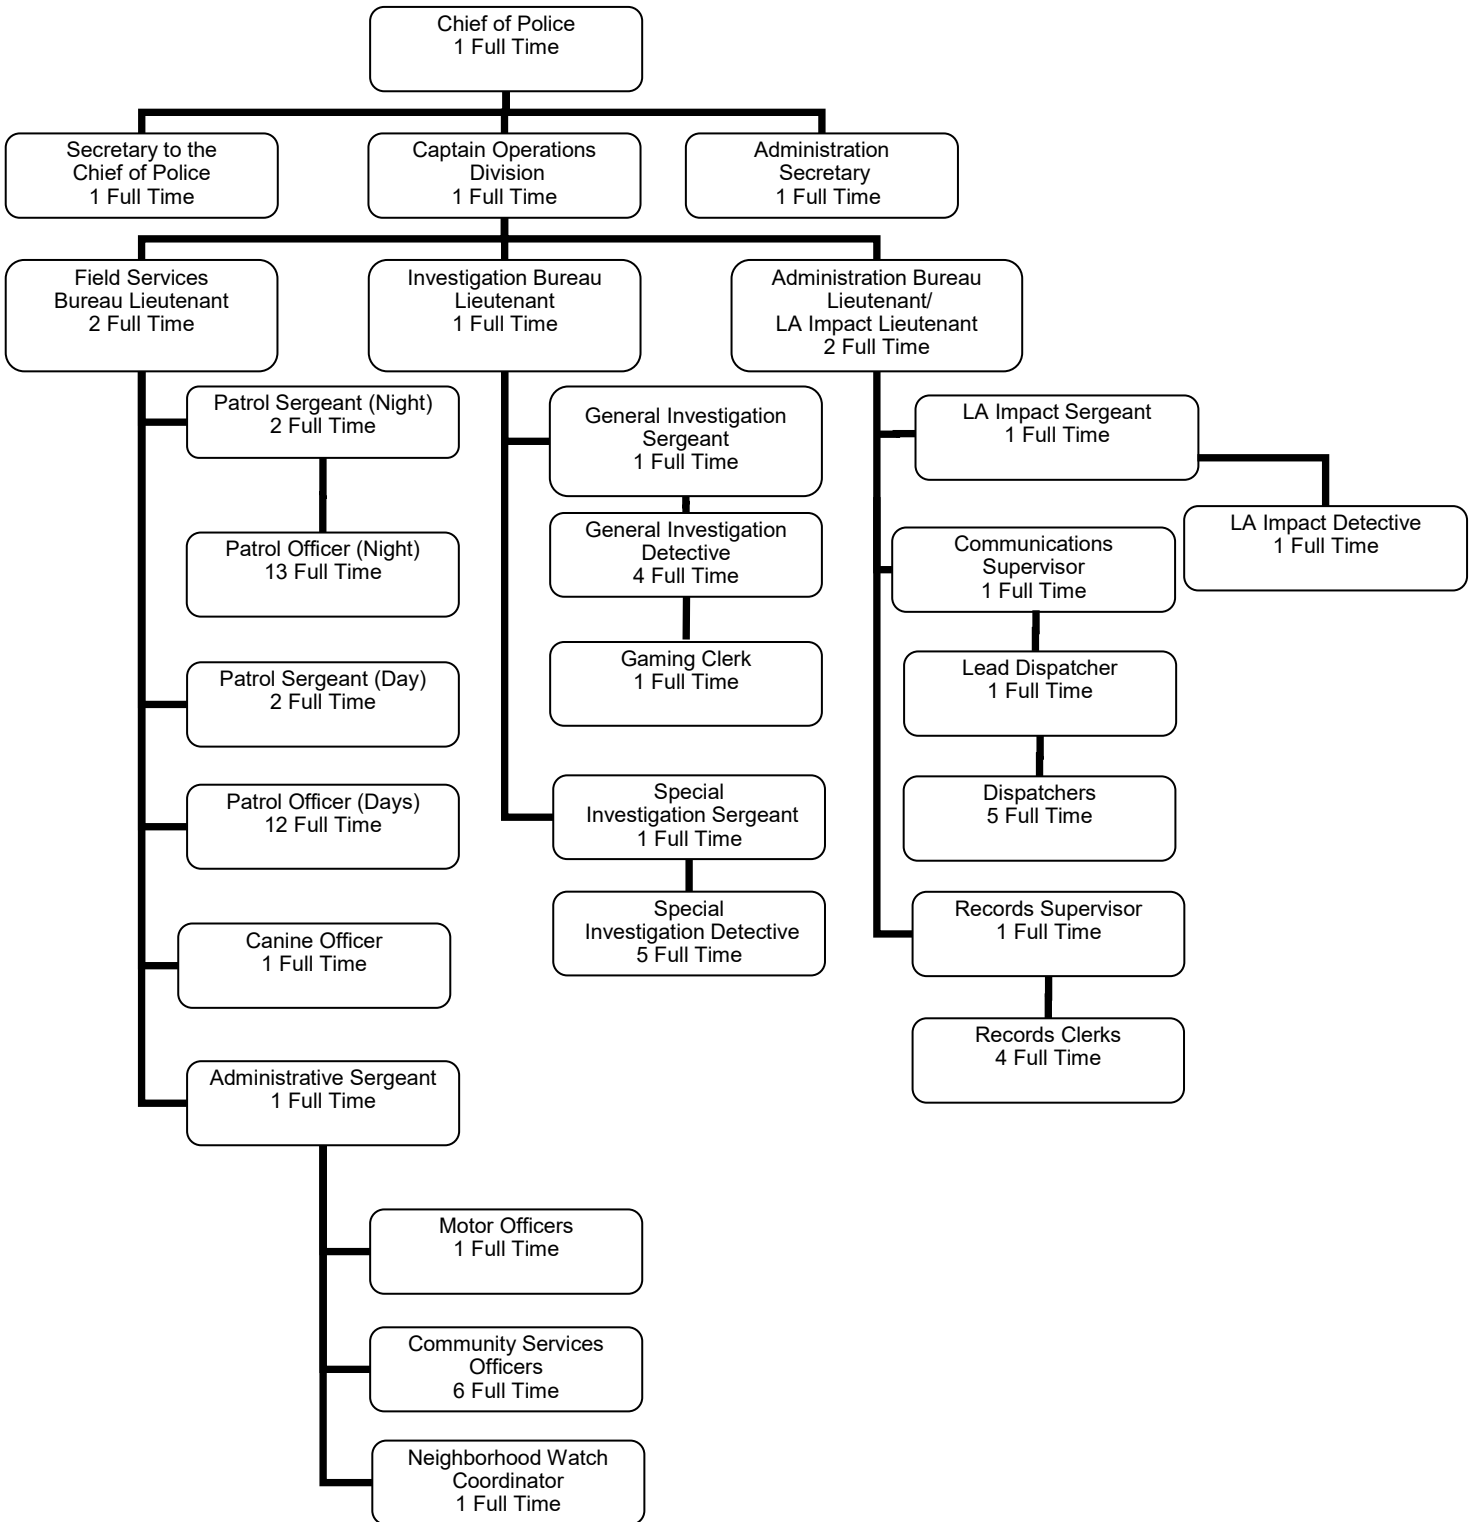 Chief of Police
1 Full Time
Secretary to the
Chief of Police
1 Full Time
Captain Operations
Division
1 Full Time
Administration
Secretary
1 Full Time
Field Services
Bureau Lieutenant
2 Full Time
Investigation Bureau
Lieutenant
1 Full Time
Administration Bureau
Lieutenant/
LA Impact Lieutenant
2 Full Time
Patrol Sergeant (Night)
2 Full Time
Patrol Officer (Night)
13 Full Time
Patrol Sergeant (Day)
2 Full Time
Patrol Officer (Days)
12 Full Time
Canine Officer
1 Full Time
Administrative Sergeant
1 Full Time
Motor Officers
1 Full Time
Community Services
Officers
6 Full Time
Neighborhood Watch
Coordinator
1 Full Time
General Investigation
Sergeant
1 Full Time
General Investigation
Detective
4 Full Time
Gaming Clerk
1 Full Time
Special
Investigation Sergeant
1 Full Time
Special
Investigation Detective
5 Full Time
LA Impact Sergeant
1 Full Time
LA Impact Detective
1 Full Time
Communications
Supervisor
1 Full Time
Lead Dispatcher
1 Full Time
Dispatchers
5 Full Time
Records Supervisor
1 Full Time
Records Clerks
4 Full Time